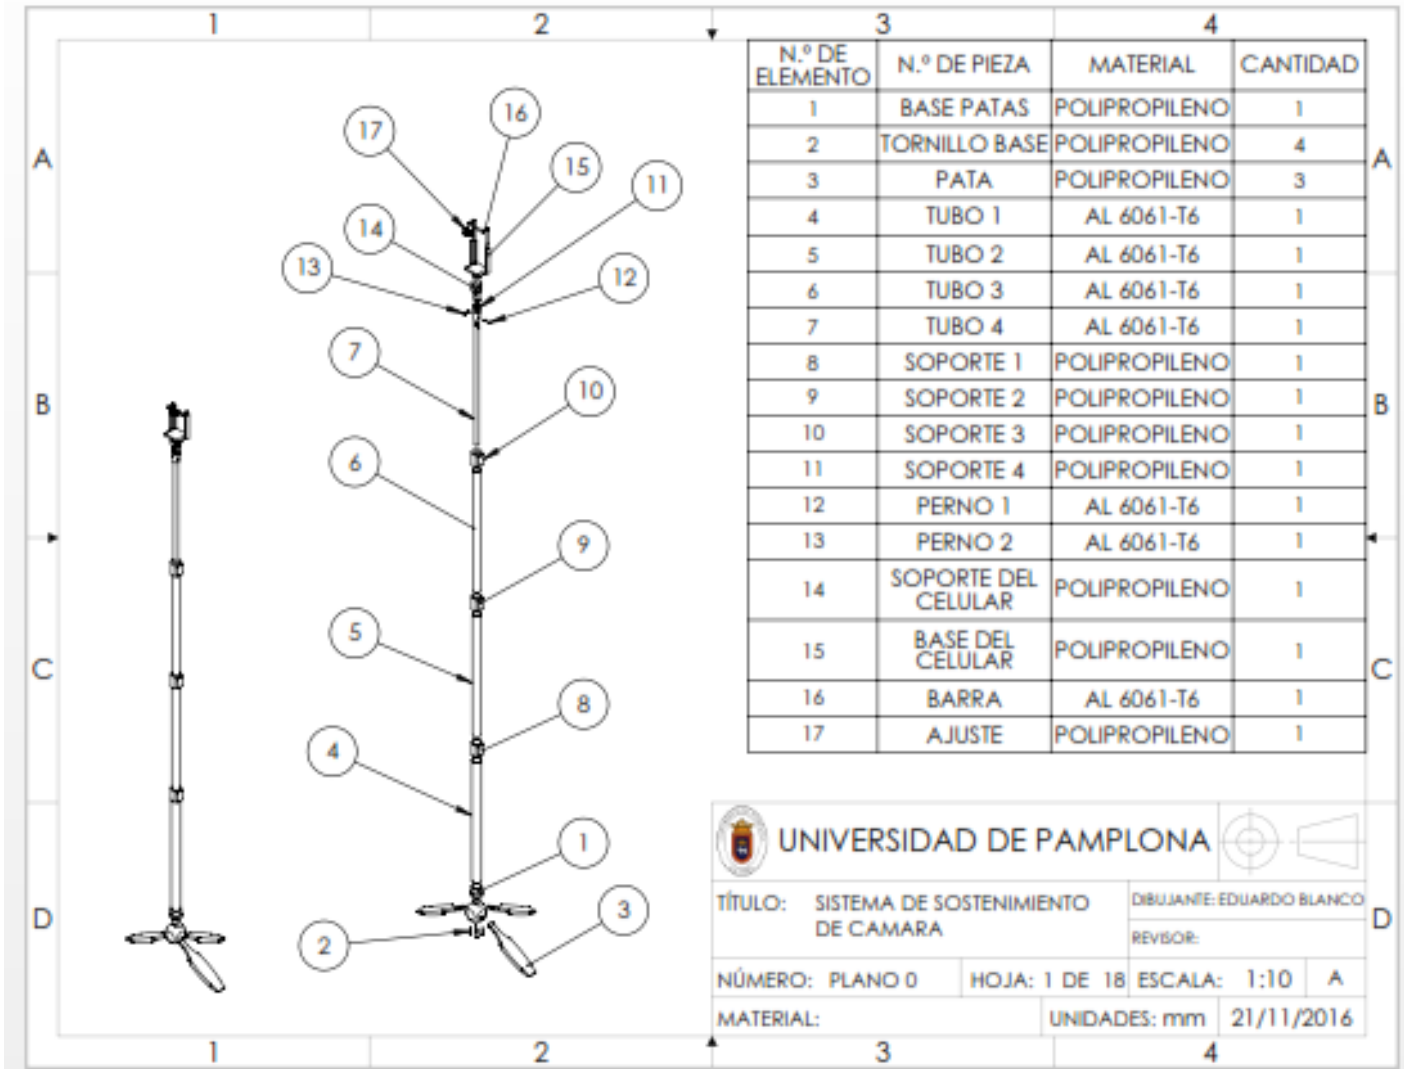 1 2 3 4
N.º DE ELEMENTO N.º DE PIEZA MATERIAL CANTIDAD
1 BASE PATAS POLIPROPILENO 1
2 TORNILLO BASE POLIPROPILENO 4
3 PATA POLIPROPILENO 3
4 TUBO 1 AL 6061-T6 1
5 TUBO 2 AL 6061-T6 1
6 TUBO 3 AL 6061-T6 1
7 TUBO 4 AL 6061-T6 1
8 SOPORTE 1 POLIPROPILENO 1
9 SOPORTE 2 POLIPROPILENO 1
10 SOPORTE 3 POLIPROPILENO 1
11 SOPORTE 4 POLIPROPILENO 1
12 PERNO 1 AL 6061-T6 1
13 PERNO 2 AL 6061-T6 1
14 SOPORTE DEL CELULAR POLIPROPILENO 1
15 BASE DEL CELULAR POLIPROPILENO 1
16 BARRA AL 6061-T6 1
17 AJUSTE POLIPROPILENO 1
A A
B B
C C
D D
16
17
15
11
14
13
12
7
10
6
9
5
8
4
1
3
2
UNIVERSIDAD DE PAMPLONA
TÍTULO: SISTEMA DE SOSTENIMIENTO
DE CAMARA
DIBUJANTE: EDUARDO BLANCO
REVISOR:
NÚMERO: PLANO 0 HOJA: 1 DE 18 ESCALA: 1:10 A
MATERIAL: UNIDADES: mm 21/11/2016
1 2 3 4